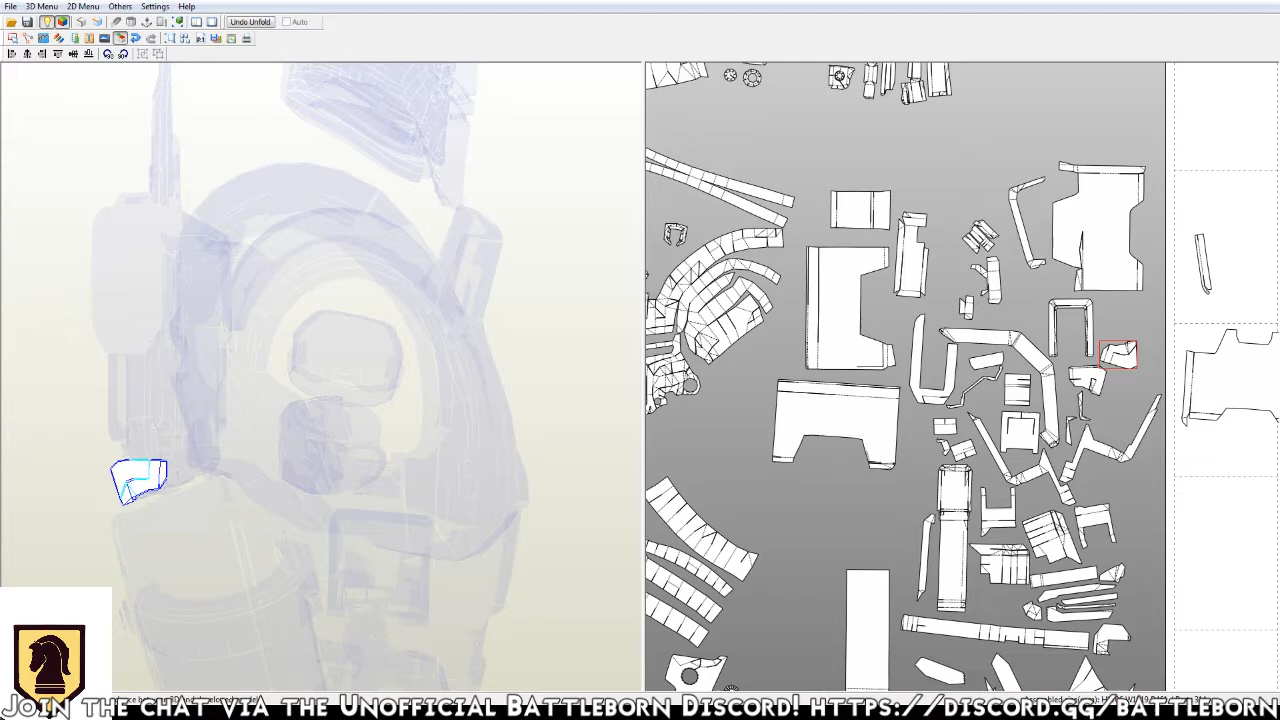 File 3D Menu 2D Menu Others Settings Help
Undo Unfold Auto
Join the chat via the Unofficial Battleborn Discord! https://discord.gg/battleborn